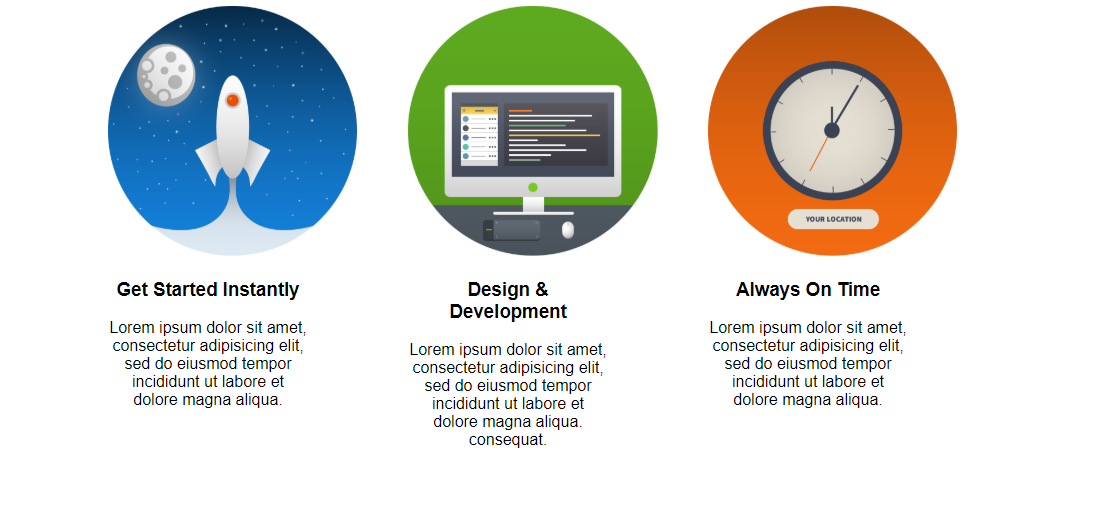 YOUR LOCATION
Get Started Instantly
Lorem ipsum dolor sit amet,
consectetur adipisicing elit,
sed do eiusmod tempor
incididunt ut labore et
dolore magna aliqua.
Design &
Development
Lorem ipsum dolor sit amet,
consectetur adipisicing elit,
sed do eiusmod tempor
incididunt ut labore et
dolore magna aliqua.
consequat.
Always On Time
Lorem ipsum dolor sit amet,
consectetur adipisicing elit,
sed do eiusmod tempor
incididunt ut labore et
dolore magna aliqua.